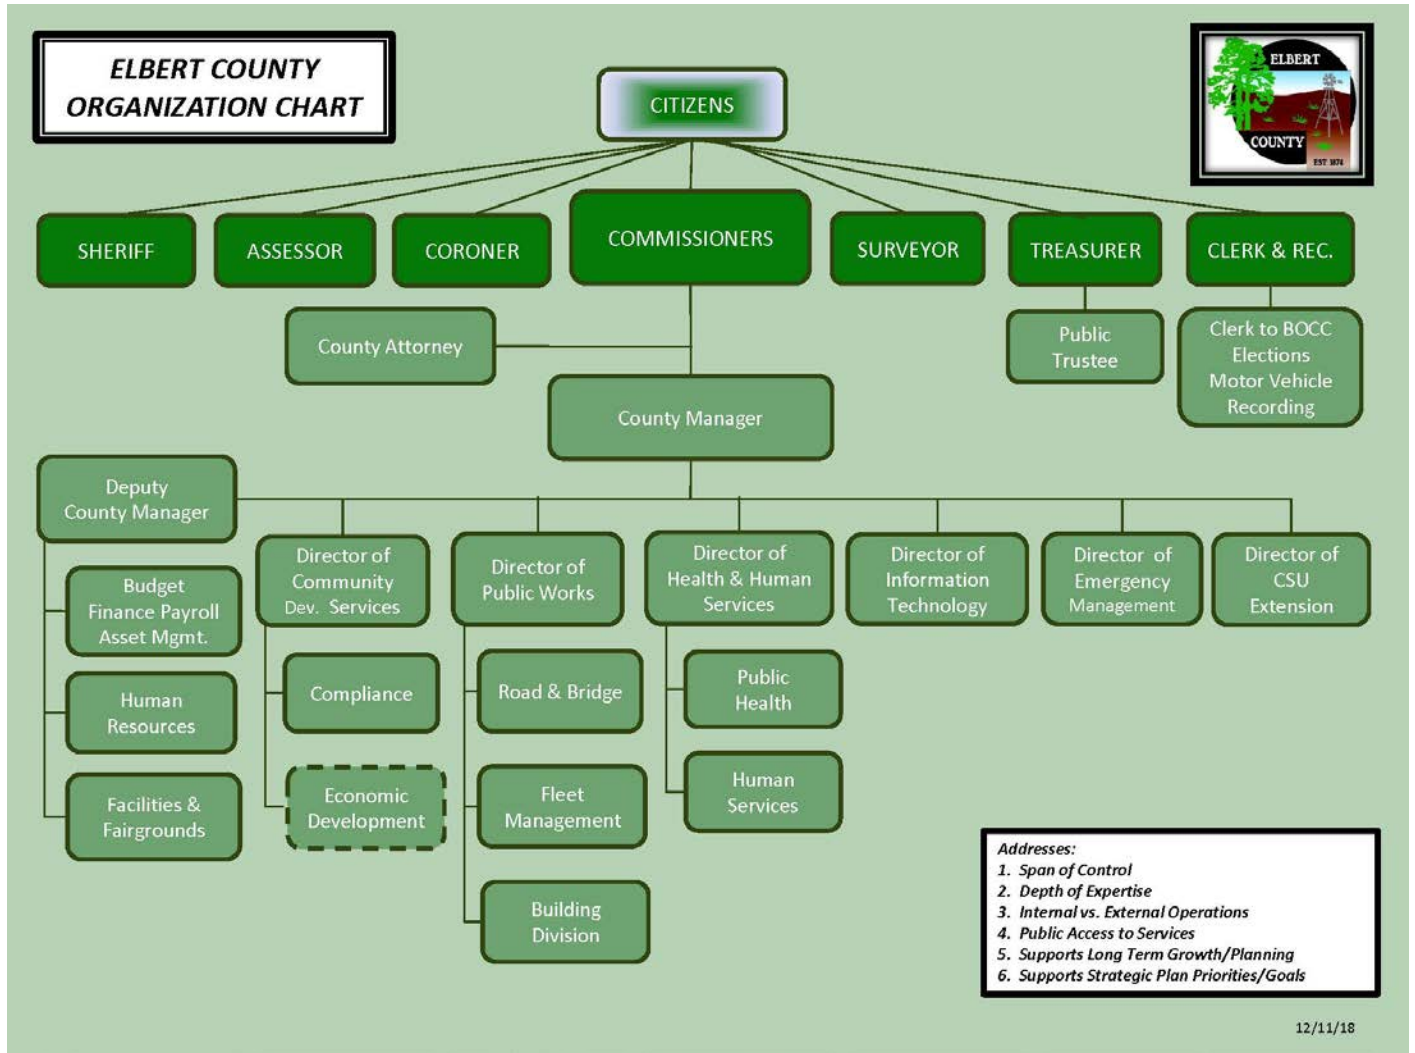 ELBERT COUNTY
ORGANIZATION CHART
CITIZENS
ELBERT
COUNTY
EST 1874
SHERIFF
ASSESSOR
CORONER
COMMISSIONERS
SURVEYOR
TREASURER
CLERK & REC.
County Attorney
Public
Trustee
Clerk to BOCC
Elections
Motor Vehicle
Recording
County Manager
Deputy
County Manager
Director of
Community
Dev. Services
Director of
Public Works
Director of
Health & Human
Services
Director of
Information
Technology
Director of
Emergency
Management
Director of
CSU
Extension
Budget
Finance Payroll
Asset Mgmt.
Human
Resources
Facilities &
Fairgrounds
Compliance
Economic
Development
Road & Bridge
Fleet
Management
Building
Division
Public
Health
Human
Services
Addresses:
1. Span of Control
2. Depth of Expertise
3. Internal vs. External Operations
4. Public Access to Services
5. Supports Long Term Growth/Planning
6. Supports Strategic Plan Priorities/Goals
12/11/18